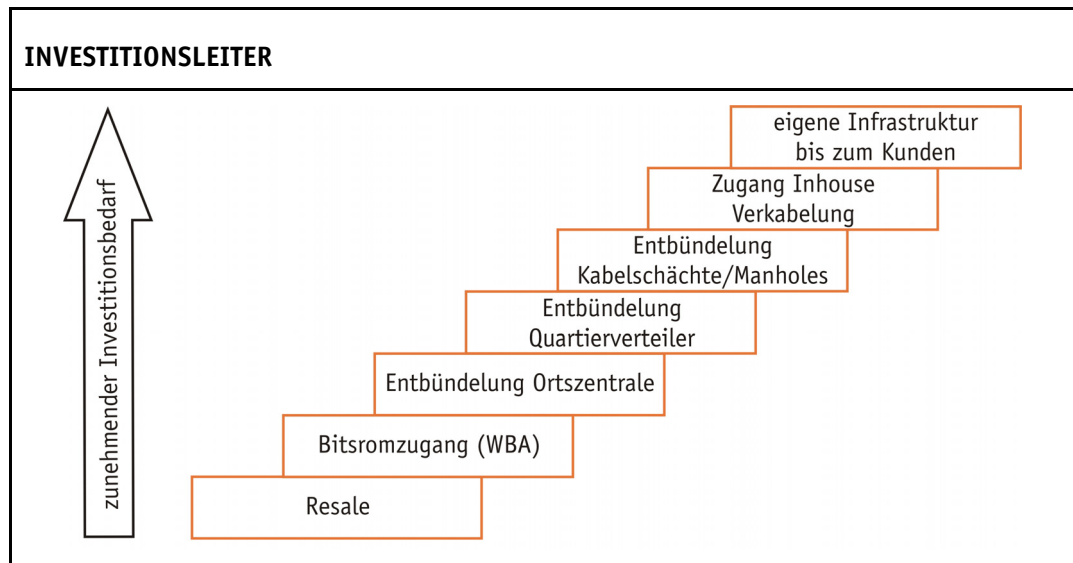 INVESTITIONSLEITER
zunehmender Investitionsbedarf
eigene Infrastruktur
bis zum Kunden
Zugang Inhouse
Verkabelung
Entbündelung
Kabelschächte/Manholes
Entbündelung
Quartierverteiler
Entbündelung Ortszentrale
Bitsromzugang (WBA)
Resale